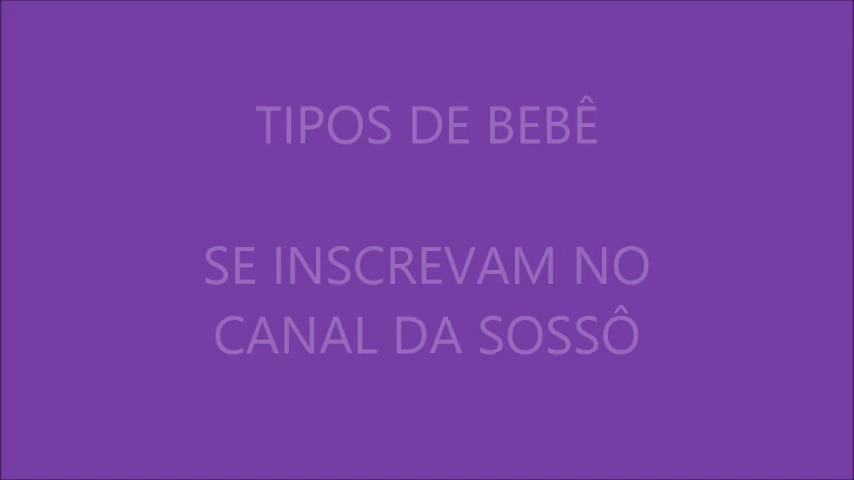 TIPOS DE BEBÊ
SE INSCREVAM NO
CANAL DA SOSSÔ